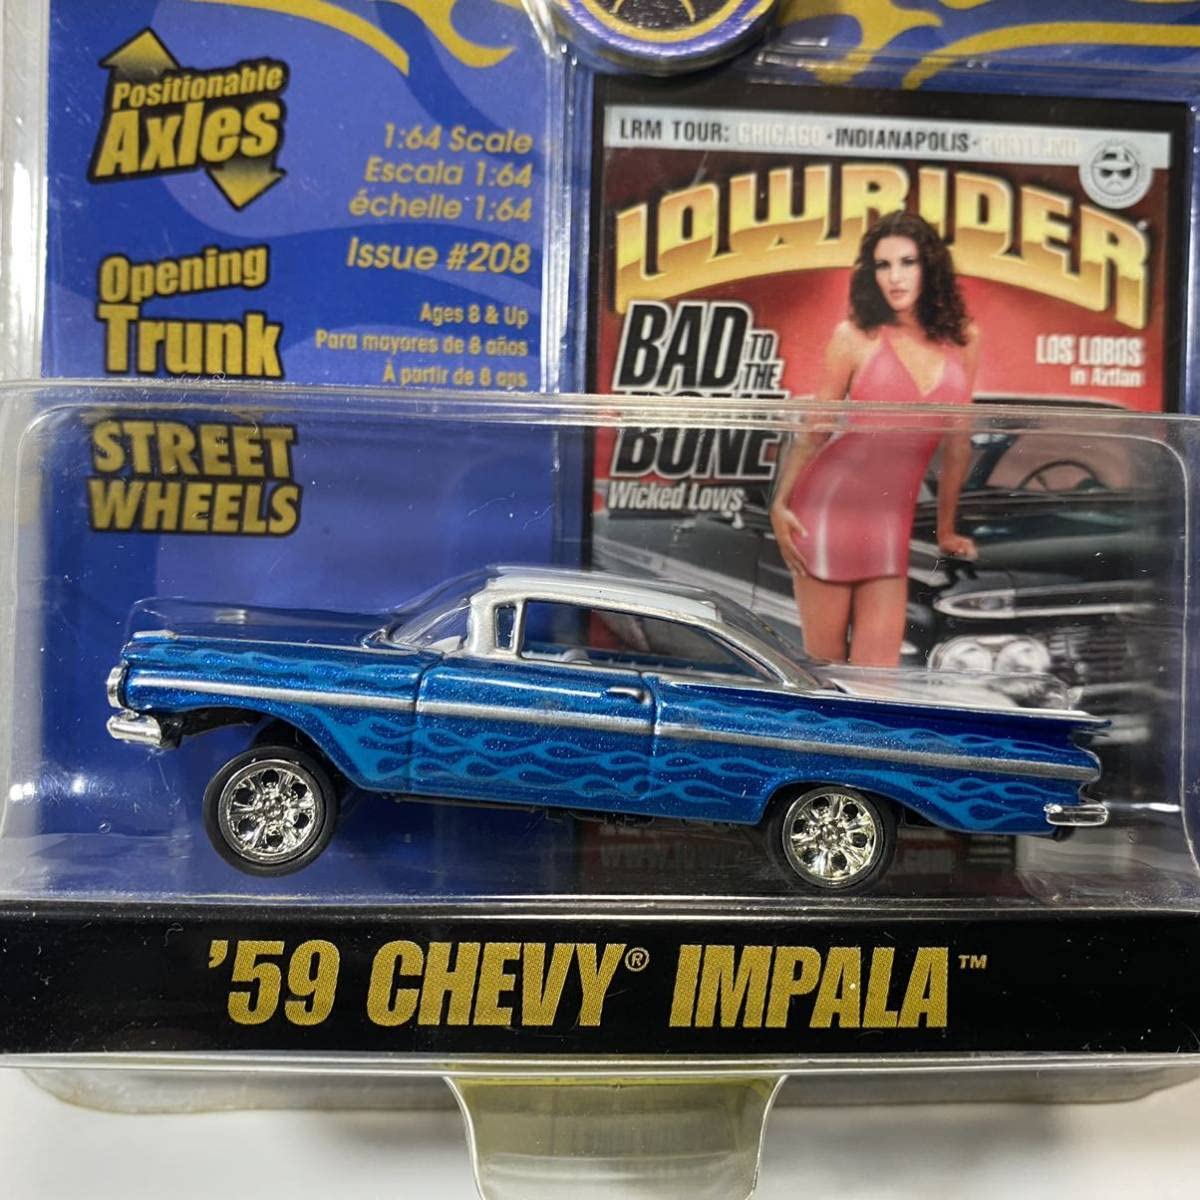 Positionable
Axles
1:64 Scale
Escala 1:64
échelle 1:64
Issue #208
Opening
Trunk
Ages 8 & Up
Para mayores de 8 años
À partir de 8 ans
STREET
WHEELS
LRM TOUR: CHICAGO • INDIANAPOLIS • PORTLAND
LOWRIDER
BAD TO
THE
BONE
Wicked Lows
LOS LOBOS
in Aztlan
'59 CHEVY® IMPALA™